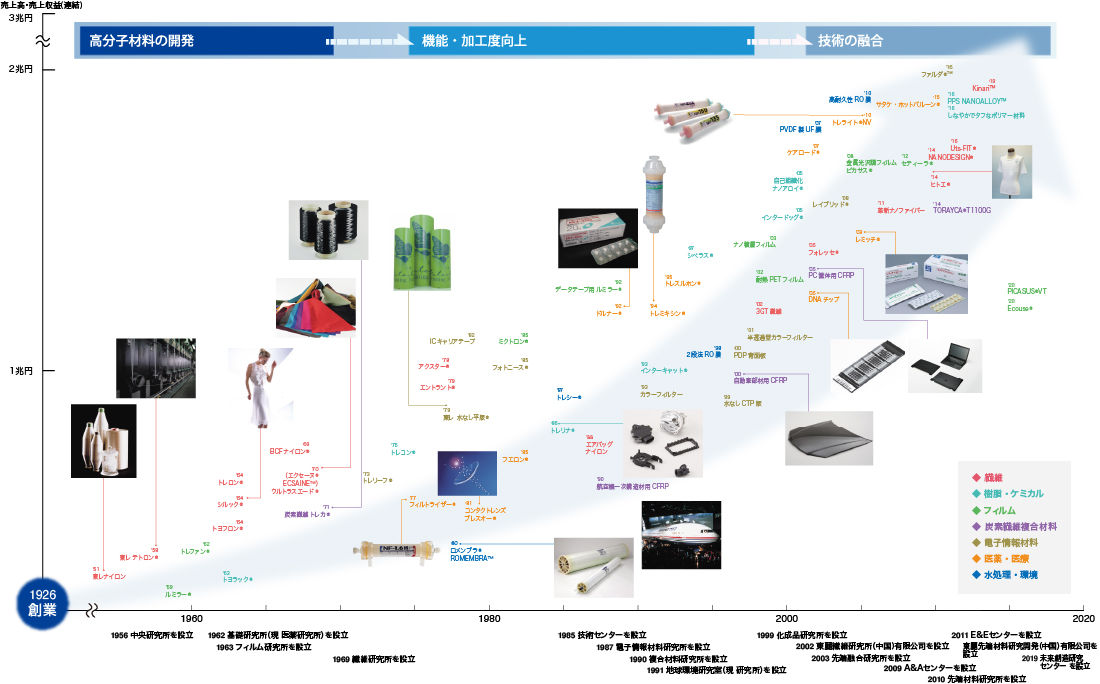 売上高・売上収益(連結)
3兆円
2兆円
1兆円
高分子材料の開発
機能・加工度向上
技術の融合
'16
ファルダ®™
'19
Kinari™
'10
高耐久性 RO 膜
'15
サタケ・ホットバルーン®
'18
PPS NANOALLOY™
'18
しなやかでタフなポリマー材料
'07
PVDF 製 UF 膜
'10
トレライト®NV
ケアロード®
'08
金属光沢調フィルム
ピカサス®
'12
セティーラ®
'15
Uts-FIT®
'14
NANODESIGN®
'14
ヒトエ®
'05
自己組織化
ナノアロイ®
'05
インタードッグ®
'08
レイブリッド®
'11
革新ナノファイバー
'14
TORAYCA®T1100G
'09
レミッチ®
'03
ナノ積層フィルム
'05
フォレッセ®
'97
シベラス®
'02
耐熱 PET フィルム
'05
PC 筐体用 CFRP
'95
トレスルホン®
'92
データテープ用 ルミラー®
'92
ドルナー®
'94
トレミキシン®
'05
DNA チップ
'02
3GT 繊維
'20
PICASUS®VT
'20
Ecouse®
'82
ICキャリアテープ
'85
ミクトロン®
'01
半透過型カラーフィルター
'99
2段法 RO 膜
'00
PDP 背面板
'79
アクスター®
'85
フォトニース®
'93
インターキャット®
'00
自動車部材用 CFRP
'79
エントラント®
'87
トレシー®
'93
カラーフィルター
'99
水なし CTP 版
'79
東レ 水なし平版®
'86
トレリナ®
'88
エアバッグ
ナイロン
'69
BCF ナイロン®
'75
トレコン®
'85
フエロン®
'64
トレロン®
'70
(エクセーヌ®
ECSAINE™)
ウルトラスエード®
'73
トレリーフ®
'90
航空機一次構造材用 CFRP
'64
シルック®
'71
炭素繊維 トレカ®
'77
フィルトライザー®
'81
コンタクトレンズ
ブレスオー®
'64
トヨフロン®
'58
東レ テトロン®
'62
トレファン®
'80
ロメンブラ®
ROMEMBRA™
'51
東レナイロン®
'63
トヨラック®
'59
ルミラー®
繊維
樹脂・ケミカル
フィルム
炭素繊維複合材料
電子情報材料
医薬・医療
水処理・環境
1926
創業
1960
1980
2000
2020
1956 中央研究所を設立
1962 基礎研究所(現 医薬研究所)を設立
1963 フィルム研究所を設立
1969 繊維研究所を設立
1985 技術センターを設立
1987 電子情報材料研究所を設立
1990 複合材料研究所を設立
1991 地球環境研究室(現 研究所)を設立
1999 化成品研究所を設立
2002 東麗繊維研究所(中国)有限公司を設立
2003 先端融合研究所を設立
2009 A&Aセンターを設立
2010 先端材料研究所を設立
2011 E&Eセンターを設立
東麗先端材料研究開発(中国)有限公司を
設立
2019 未来創造研究
センター を設立